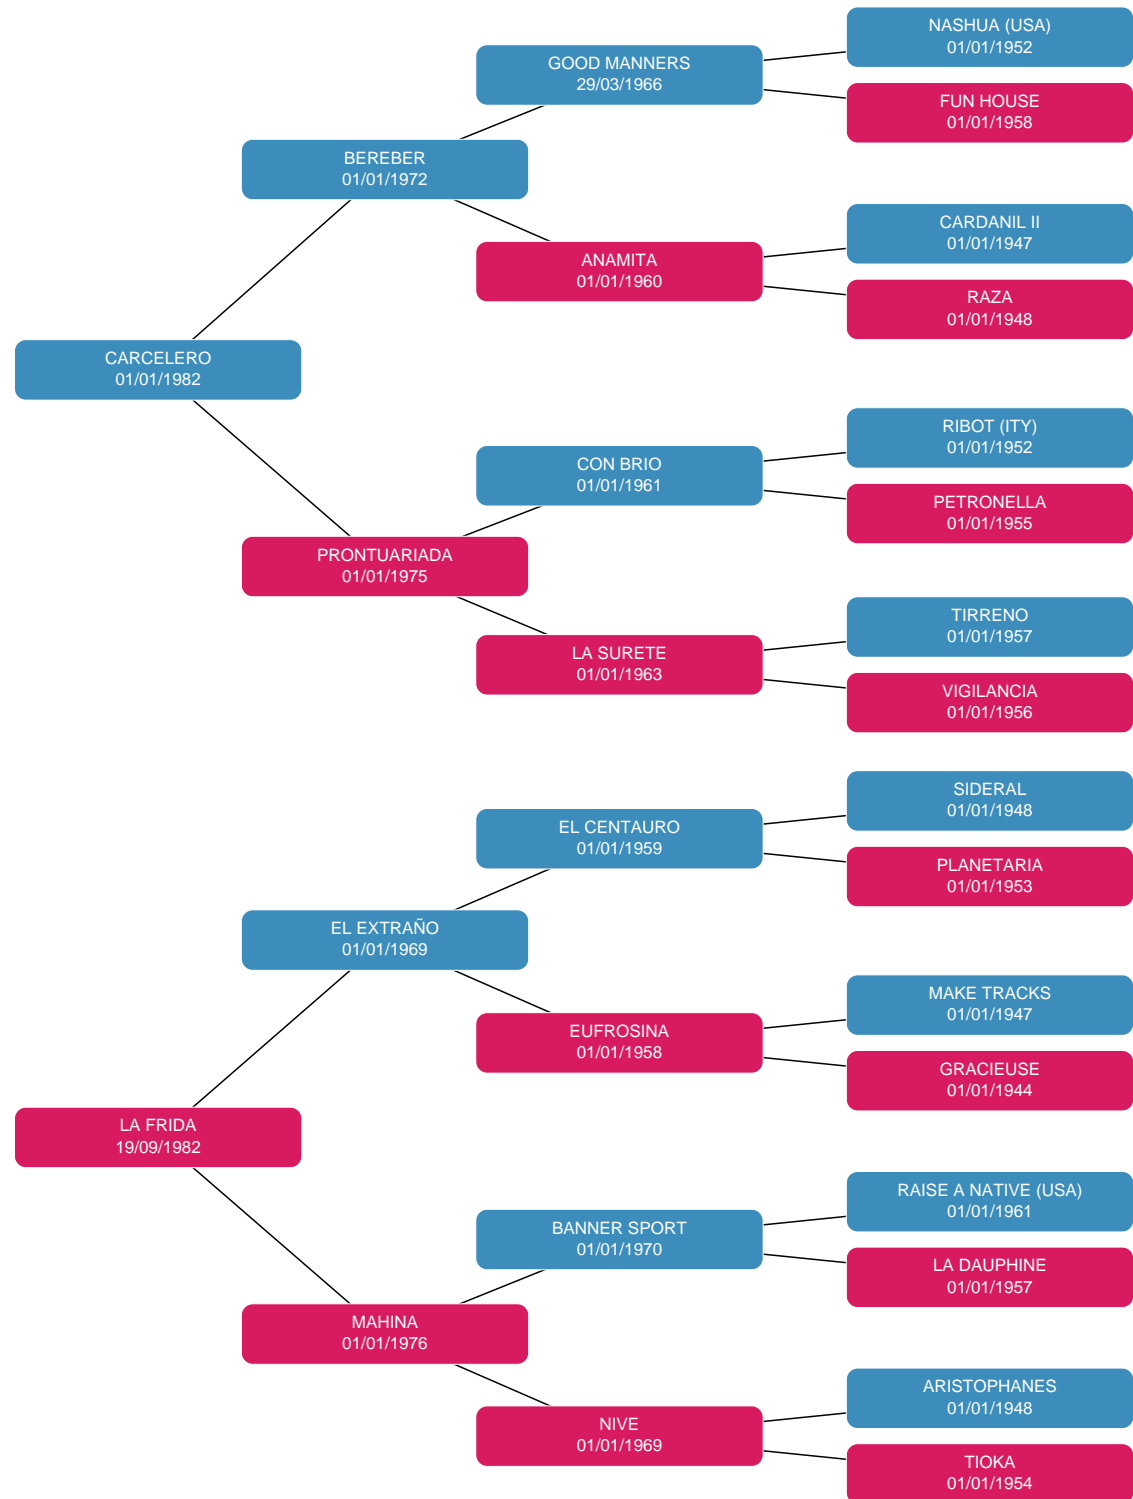 NASHUA (USA)
01/01/1952
GOOD MANNERS
29/03/1966
FUN HOUSE
01/01/1958
BEREBER
01/01/1972
CARDANIL II
01/01/1947
ANAMITA
01/01/1960
RAZA
01/01/1948
CARCELERO
01/01/1982
RIBOT (ITY)
01/01/1952
CON BRIO
01/01/1961
PETRONELLA
01/01/1955
PRONTUARIADA
01/01/1975
TIRRENO
01/01/1957
LA SURETE
01/01/1963
VIGILANCIA
01/01/1956
SIDERAL
01/01/1948
EL CENTAURO
01/01/1959
PLANETARIA
01/01/1953
EL EXTRAÑO
01/01/1969
MAKE TRACKS
01/01/1947
EUFROSINA
01/01/1958
GRACIEUSE
01/01/1944
LA FRIDA
19/09/1982
RAISE A NATIVE (USA)
01/01/1961
BANNER SPORT
01/01/1970
LA DAUPHINE
01/01/1957
MAHINA
01/01/1976
ARISTOPHANES
01/01/1948
NIVE
01/01/1969
TIOKA
01/01/1954